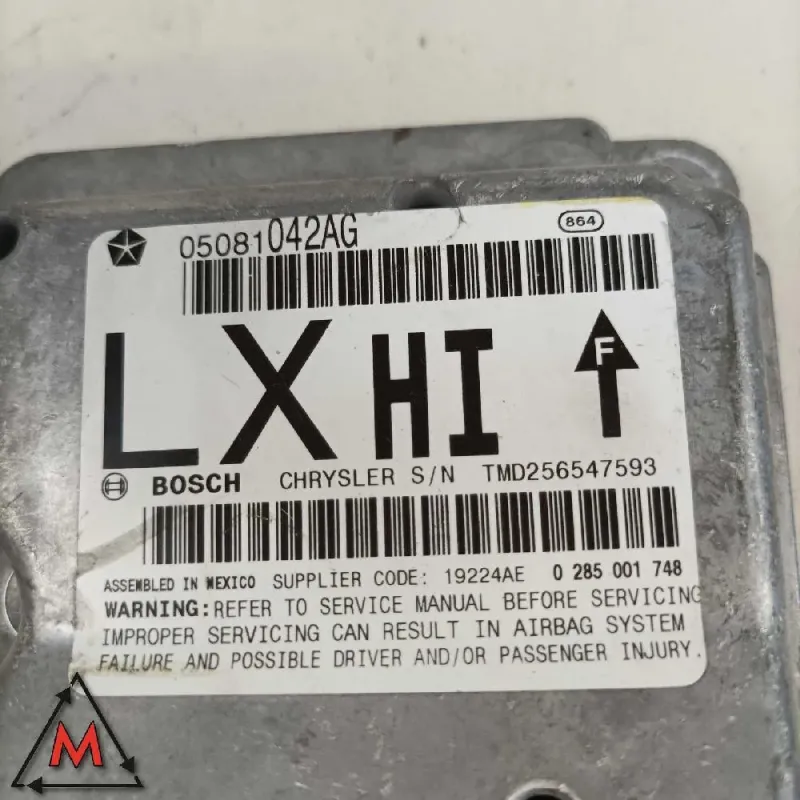 05081042AG 864
LX HI F
BOSCH CHRYSLER S/N TMD256547593
ASSEMBLED IN MEXICO SUPPLIER CODE: 19224AE 0 285 001 748
WARNING: REFER TO SERVICE MANUAL BEFORE SERVICING
IMPROPER SERVICING CAN RESULT IN AIRBAG SYSTEM
FAILURE AND POSSIBLE DRIVER AND/OR PASSENGER INJURY.
M